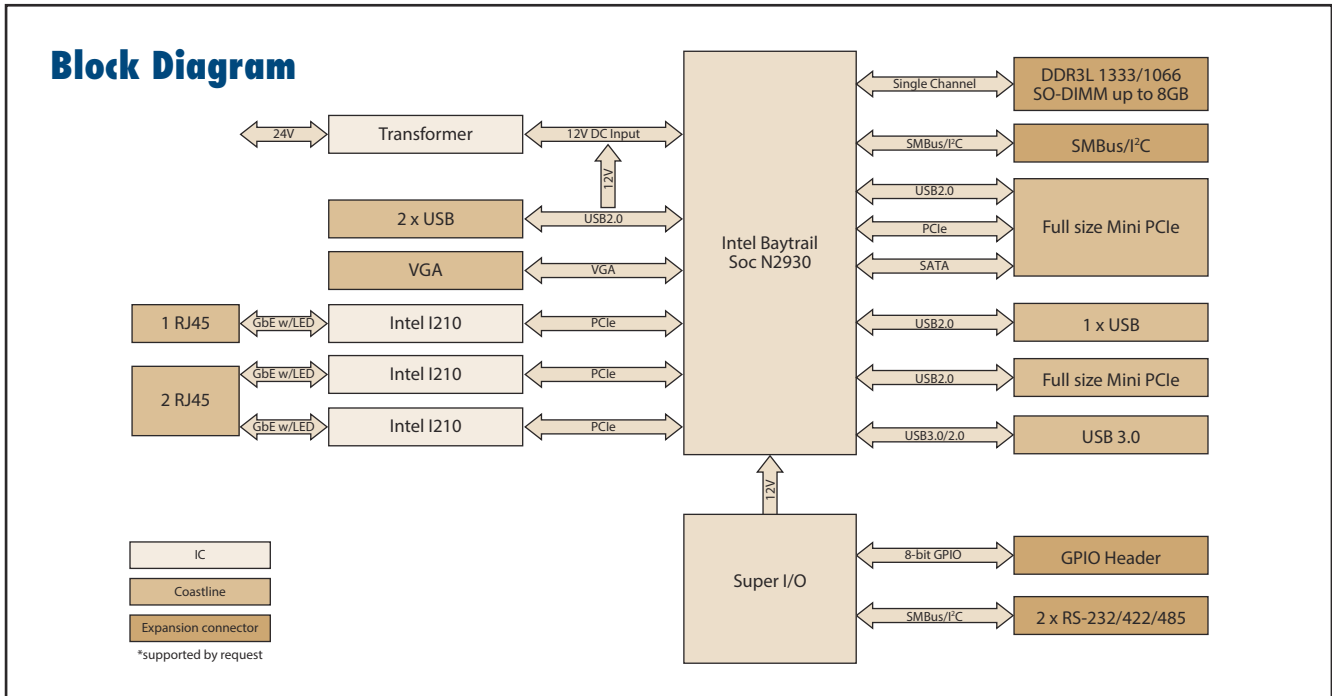 Block Diagram
24V
Transformer
12V DC Input
12V
2 x USB
USB2.0
VGA
VGA
1 RJ45
GbE w/LED
Intel I210
PCIe
2 RJ45
GbE w/LED
Intel I210
PCIe
GbE w/LED
Intel I210
PCIe
Intel Baytrail
Soc N2930
Single Channel
DDR3L 1333/1066
SO-DIMM up to 8GB
SMBus/I²C
SMBus/I²C
USB2.0
PCIe
SATA
Full size Mini PCIe
USB2.0
1 x USB
USB2.0
Full size Mini PCIe
USB3.0/2.0
USB 3.0
12V
Super I/O
8-bit GPIO
GPIO Header
SMBus/I²C
2 x RS-232/422/485
IC
Coastline
Expansion connector
*supported by request